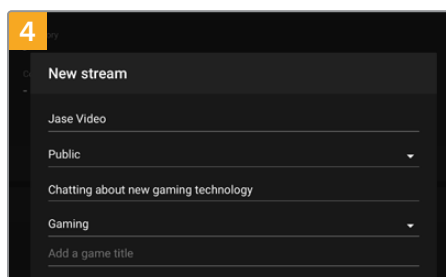 4
New stream
Jase Video
Public
Chatting about new gaming technology
Gaming
Add a game title